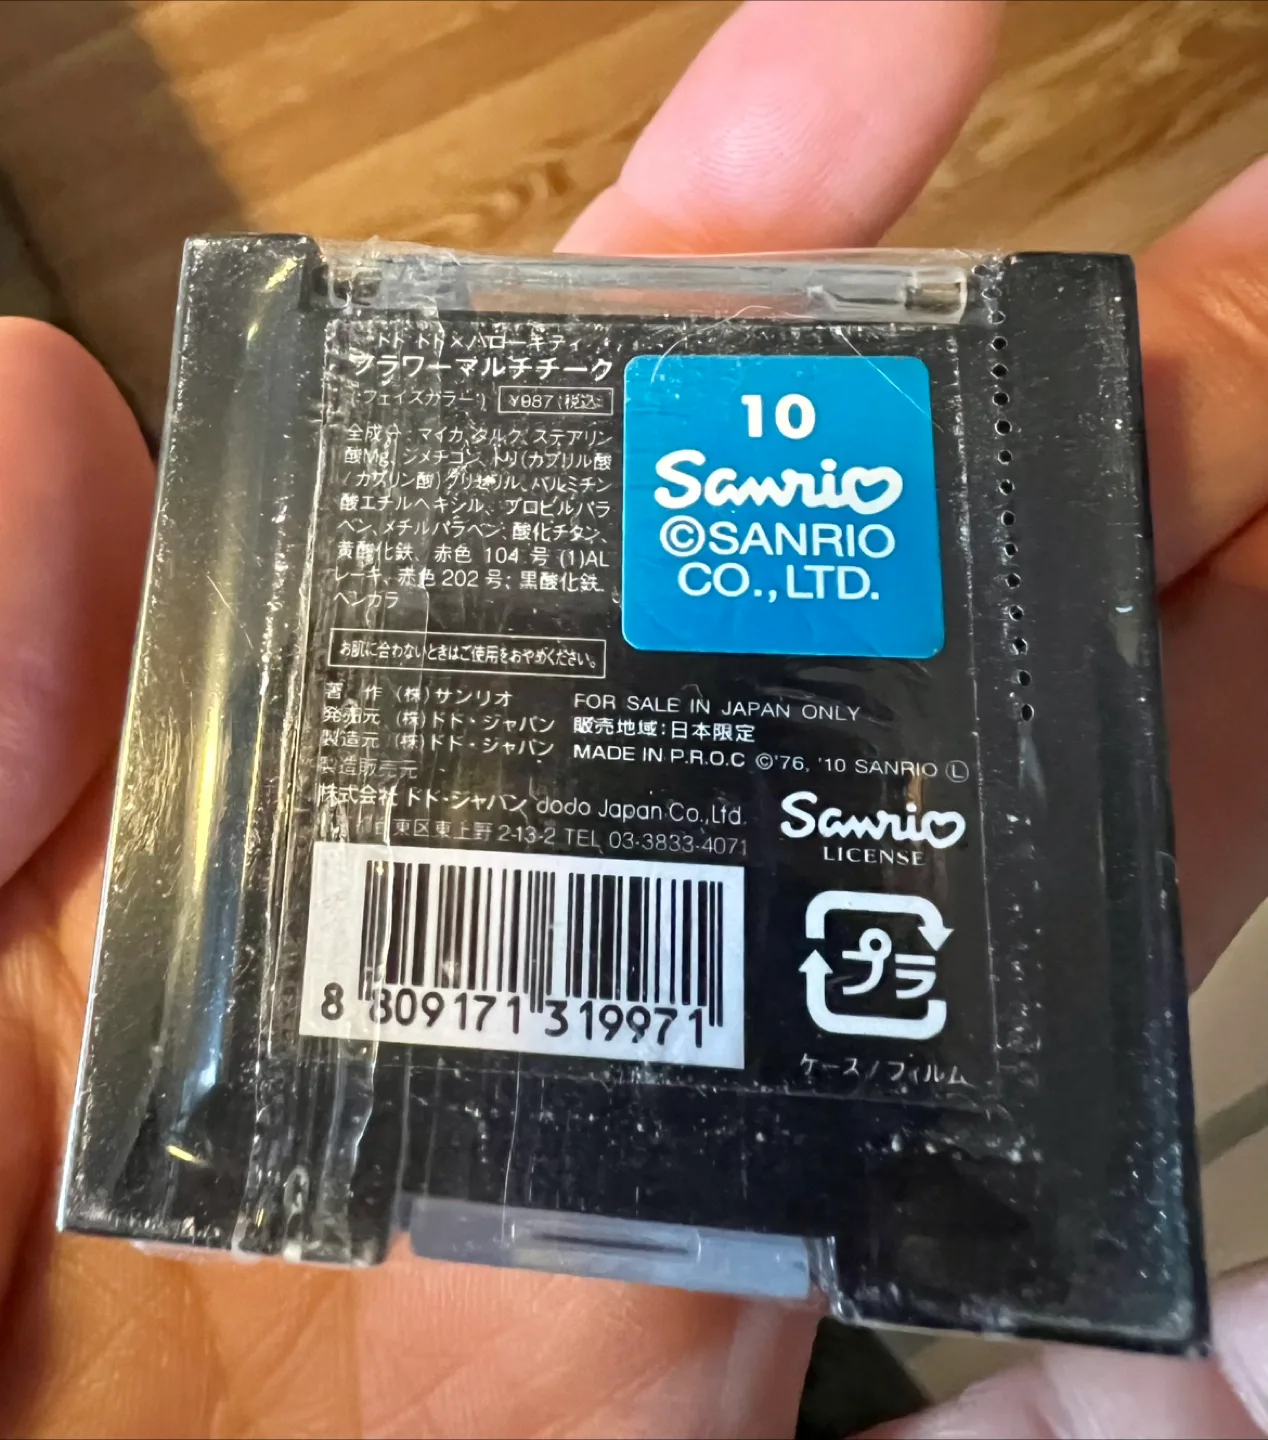 ドド ドド×ハローキティ
フラワーマルチチーク
(フェイスカラー) ¥987(税込)
全成分:マイカ、タルク、ステアリン
酸Mg、ジメチコン、トリ(カプリル酸
/カプリン酸)グリセリル、パルミチン
酸エチルヘキシル、プロピルパラ
ベン、メチルパラベン、酸化チタン、
黄酸化鉄、赤色 104 号 (1)AL
レーキ、赤色 202 号、黒酸化鉄、
ベンガラ
お肌に合わないときはご使用をおやめください。
10
Sanrio
©SANRIO
CO.,LTD.
著 作 (株)サンリオ
発売元 (株)ドド・ジャパン
製造元 (株)ドド・ジャパン
製造販売元
株式会社 ドド・ジャパン dodo Japan Co.,Ltd.
東区東上野 2-13-2 TEL 03-3833-4071
FOR SALE IN JAPAN ONLY
販売地域:日本限定
MADE IN P.R.O.C ©'76, '10 SANRIO Ⓛ
Sanrio
LICENSE
8 809171 319971
プラ
ケース/フィルム